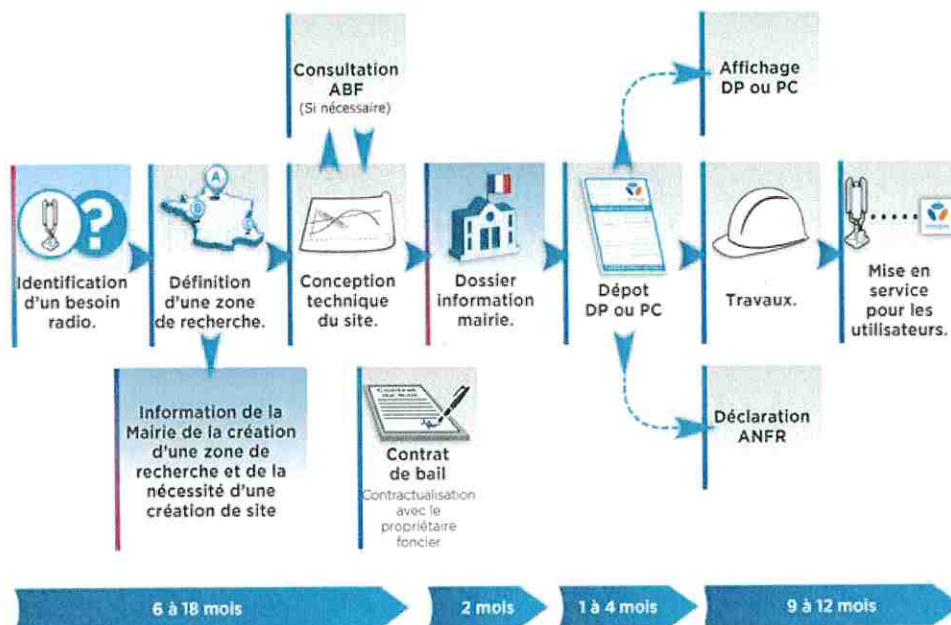 Consultation
ABF
(Si nécessaire)
Affichage
DP ou PC
A
?
Identification
d'un besoin
radio.
Définition
d'une zone
de recherche.
Conception
technique
du site.
Dossier
information
mairie.
Dépot
DP ou PC
Travaux.
Mise en
service
pour les
utilisateurs.
Information de la
Mairie de la création
d'une zone de
recherche et de la
nécessité d'une
création de site
Contrat
de bail
Contrat
de bail
Contractualisation
avec le
propriétaire
foncier
Déclaration
ANFR
6 à 18 mois
2 mois
1 à 4 mois
9 à 12 mois